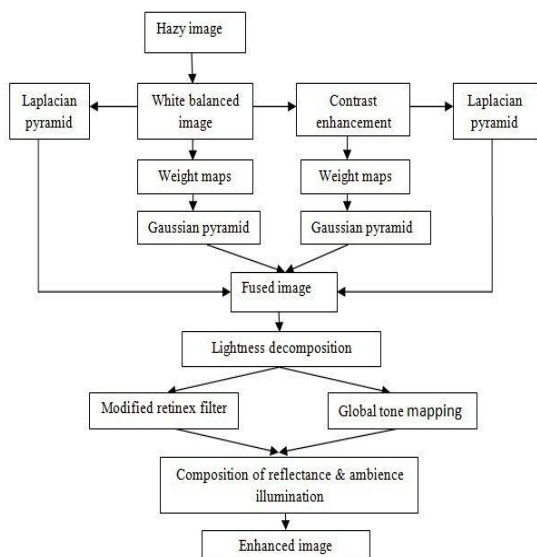 Hazy image
Laplacian
pyramid
White balanced
image
Contrast
enhancement
Laplacian
pyramid
Weight maps
Weight maps
Gaussian pyramid
Gaussian pyramid
Fused image
Lightness decomposition
Modified retinex filter
Global tone mapping
Composition of reflectance & ambience
illumination
Enhanced image